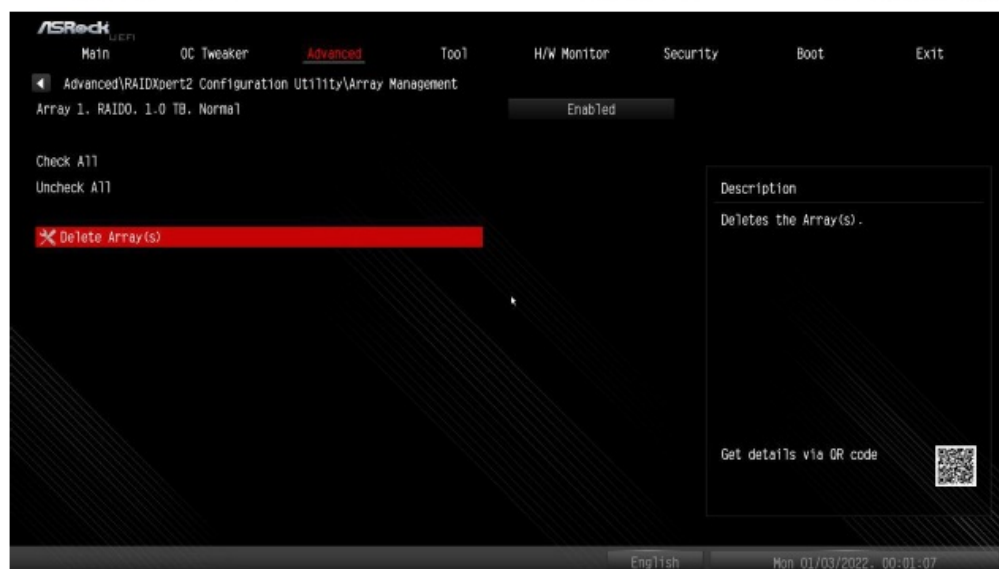 ASRock
UEFI
Main OC Tweaker Advanced Tool H/W Monitor Security Boot Exit
Advanced\RAIDXpert2 Configuration Utility\Array Management
Array 1. RAID0. 1.0 TB. Normal Enabled
Check All
Uncheck All
Description
Deletes the Array(s).
Delete Array(s)
Get details via QR code
English Mon 01/03/2022. 00:01:07